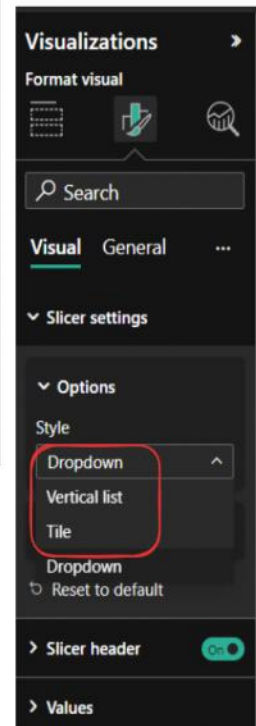 Visualizations
Format visual
Search
Visual General
Slicer settings
Options
Style
Dropdown
Vertical list
Tile
Dropdown
Reset to default
Slicer header On
Values